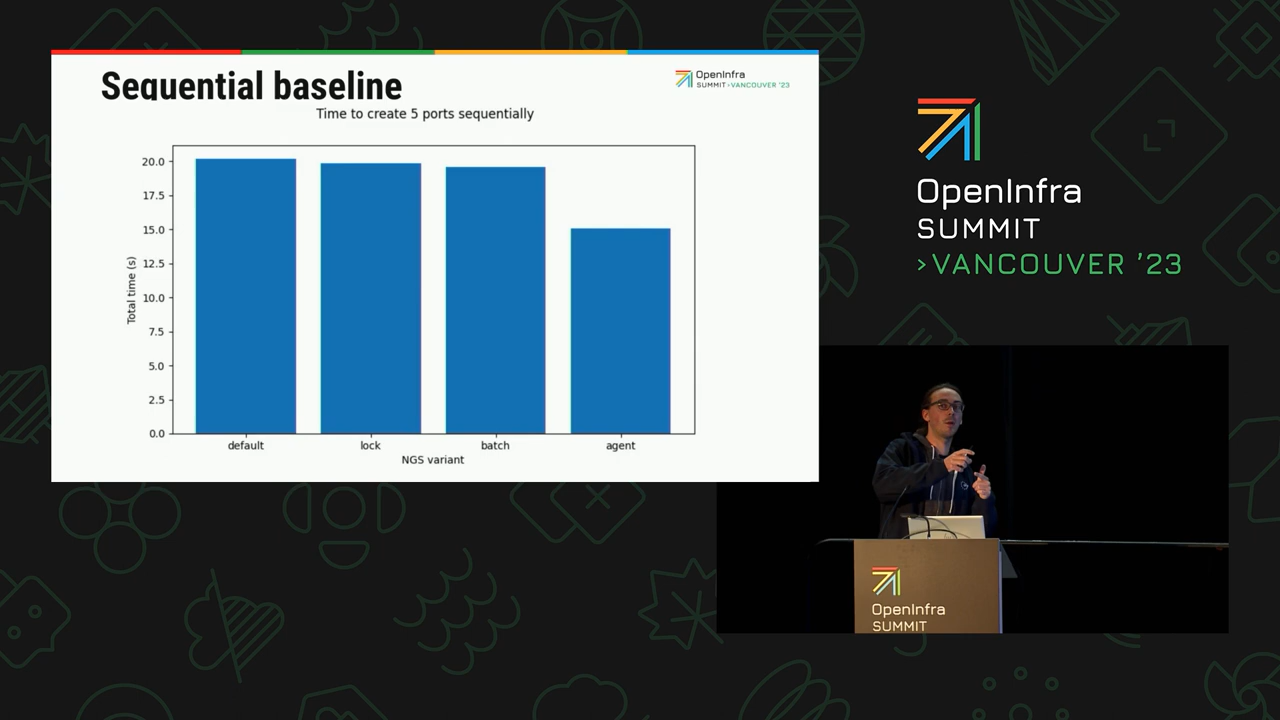 Sequential baseline
OpenInfra
SUMMIT›VANCOUVER ’23
Time to create 5 ports sequentially
20.0
17.5
15.0
12.5
10.0
7.5
5.0
2.5
0.0
Total time (s)
default
lock
batch
agent
NGS variant
OpenInfra
SUMMIT
›VANCOUVER ’23
OpenInfra
SUMMIT